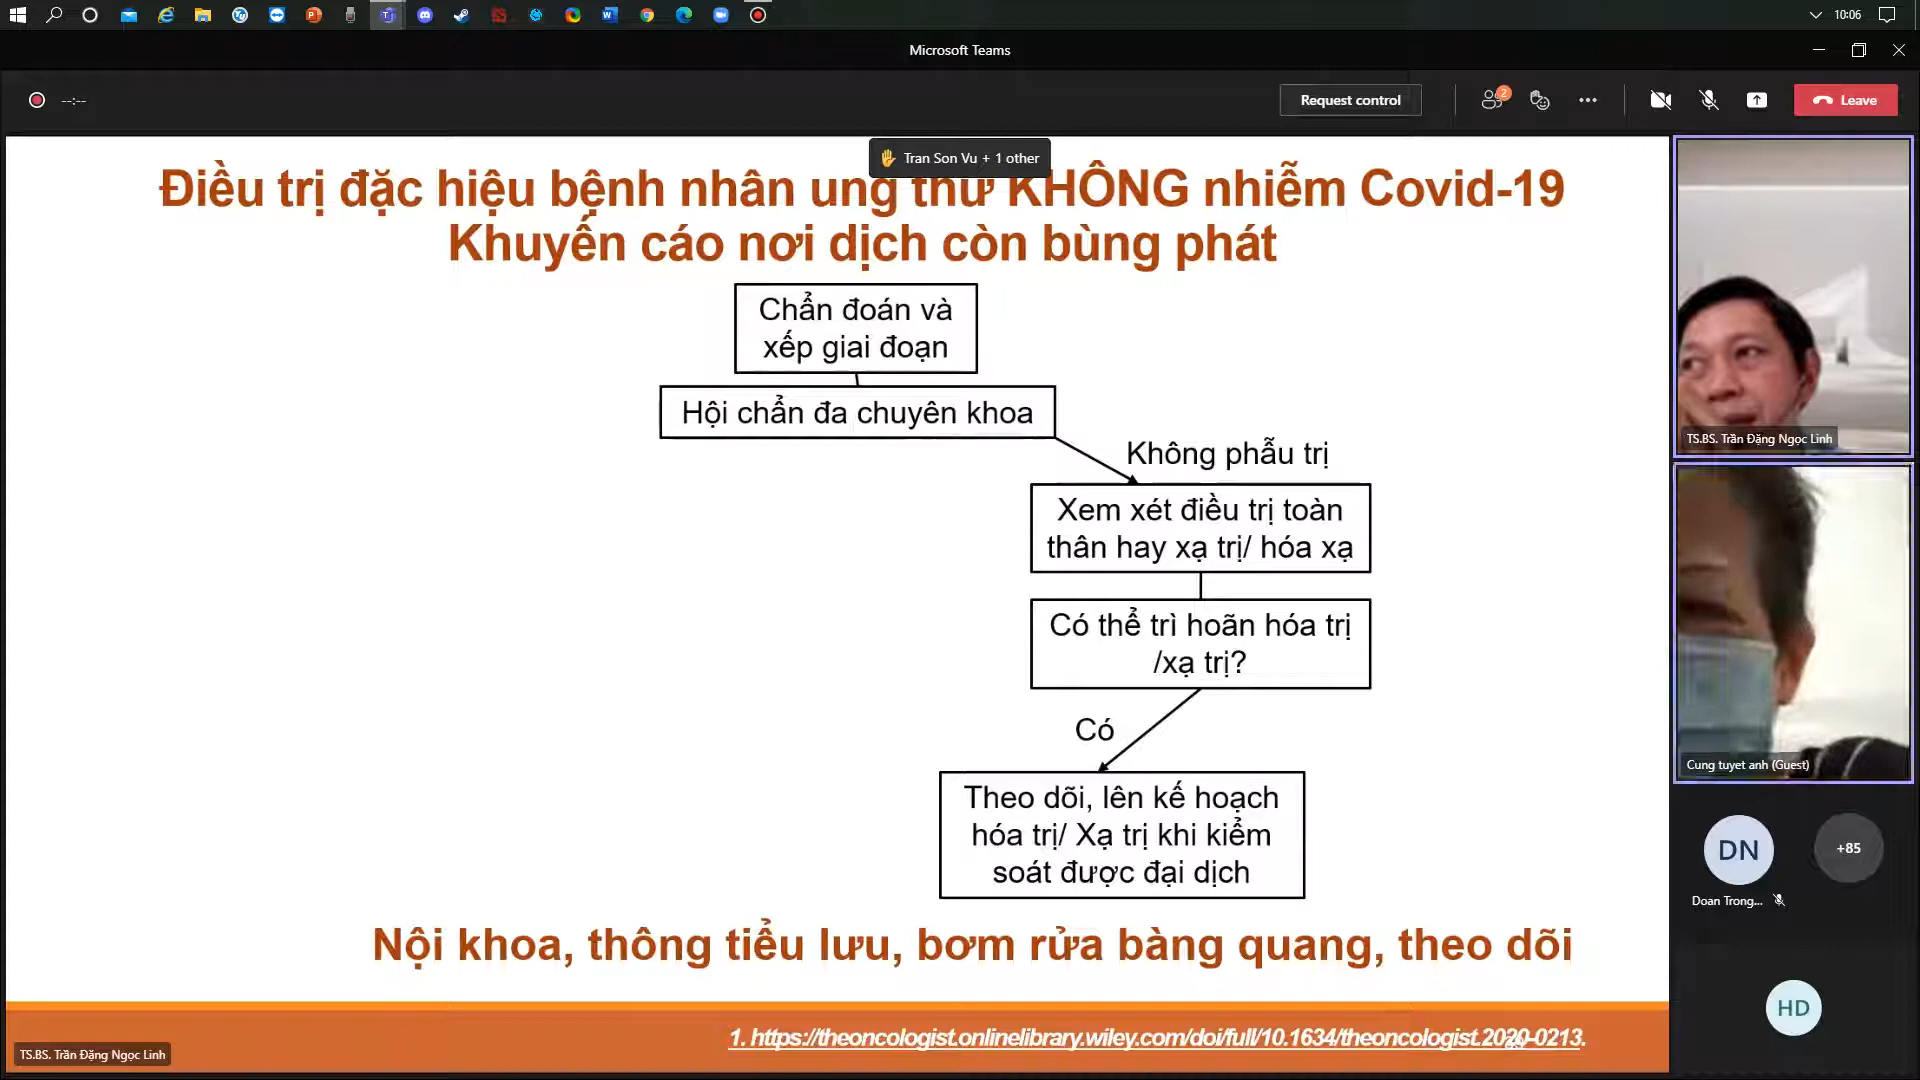 10:06
Microsoft Teams
--:--
Request control
2
Leave
Tran Son Vu + 1 other
Điều trị đặc hiệu bệnh nhân ung thư KHÔNG nhiễm Covid-19
Khuyến cáo nơi dịch còn bùng phát
Chẩn đoán và
xếp giai đoạn
Hội chẩn đa chuyên khoa
Không phẫu trị
Xem xét điều trị toàn
thân hay xạ trị/ hóa xạ
Có thể trì hoãn hóa trị
/xạ trị?
Có
Theo dõi, lên kế hoạch
hóa trị/ Xạ trị khi kiểm
soát được đại dịch
Nội khoa, thông tiểu lưu, bơm rửa bàng quang, theo dõi
1. https://theoncologist.onlinelibrary.wiley.com/doi/full/10.1634/theoncologist.2020-0213.
TS.BS. Trần Đặng Ngọc Linh
TS.BS. Trần Đặng Ngọc Linh
Cung tuyet anh (Guest)
DN
+85
Doan Trong...
HD